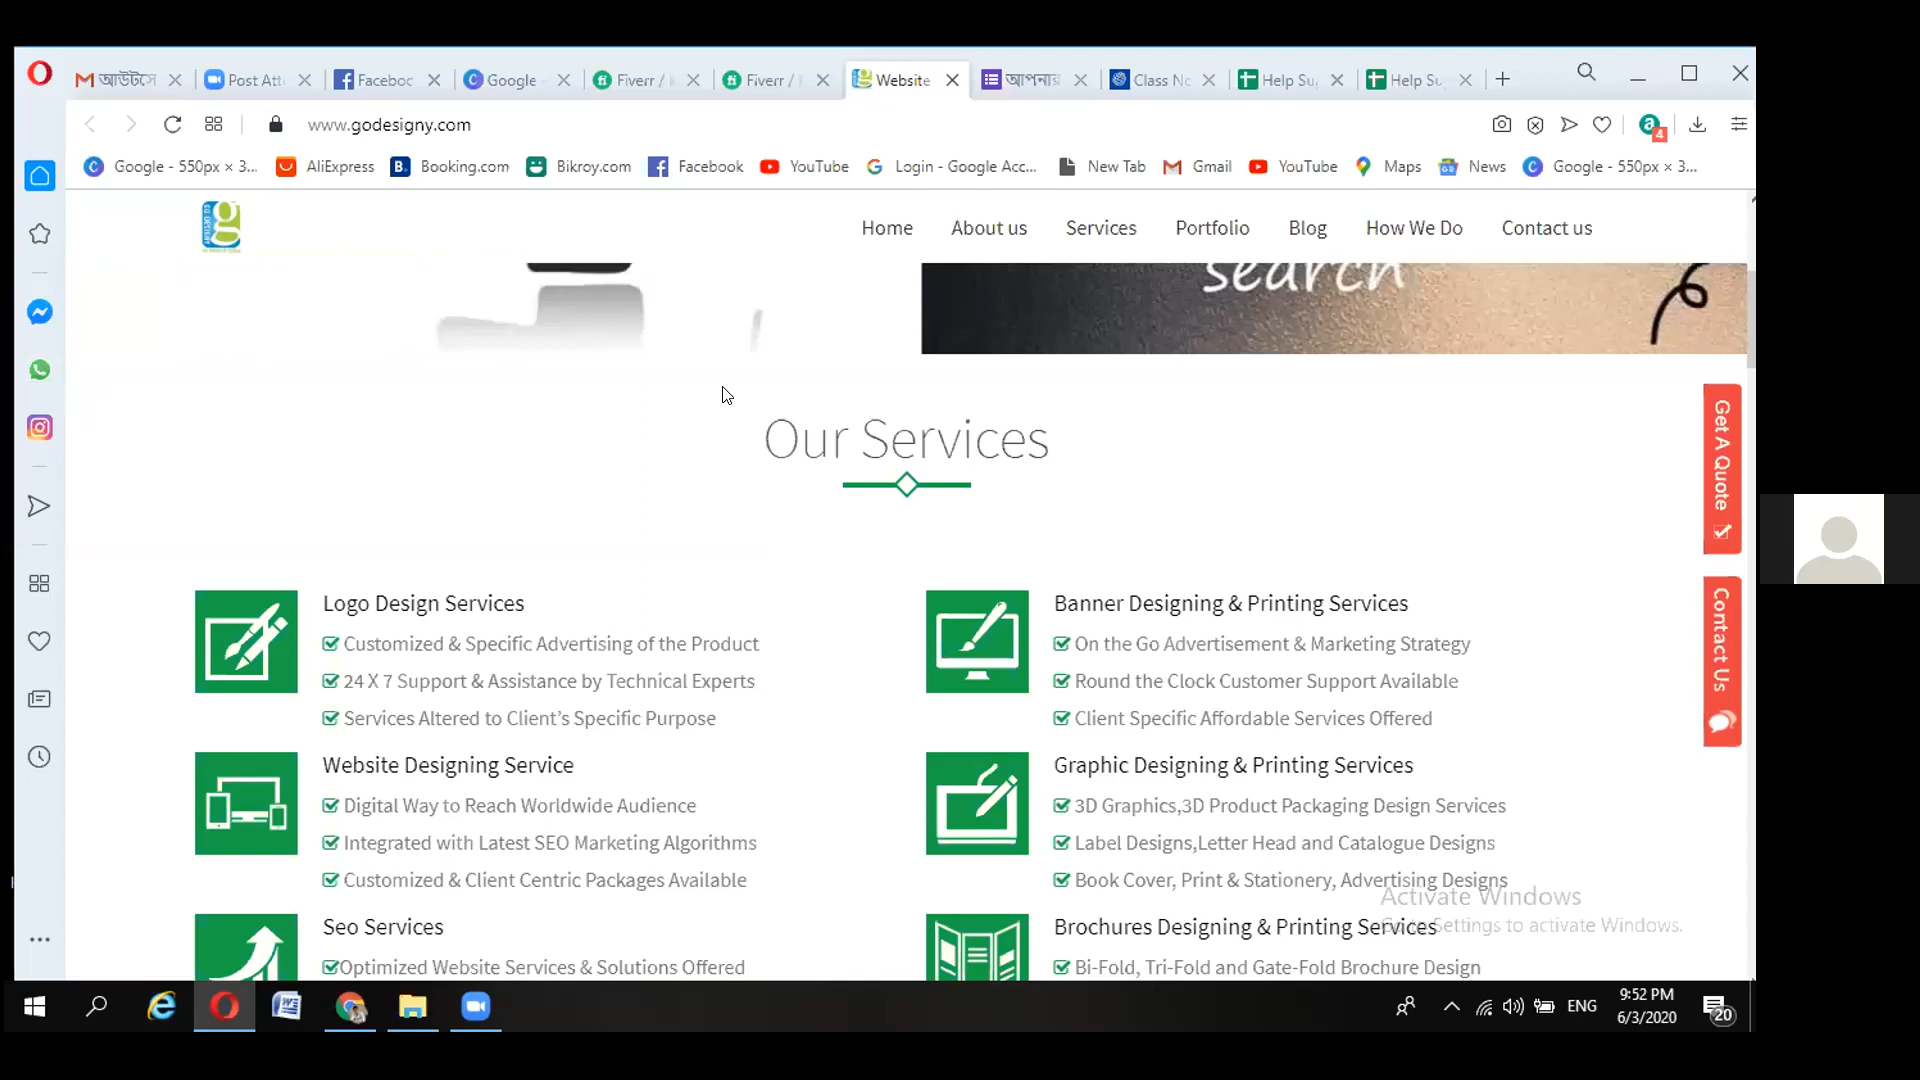 আউটসে
Post Att
Faceboc
Google
Fiverr /
Fiverr /
Website
আপনার
Class No
Help Su
Help Su
www.godesigny.com
4
Google - 550px × 3...
AliExpress
Booking.com
Bikroy.com
Facebook
YouTube
Login - Google Acc...
New Tab
Gmail
YouTube
Maps
News
Google - 550px × 3...
Home
About us
Services
Portfolio
Blog
How We Do
Contact us
search
Our Services
Get A Quote
Contact Us
Logo Design Services
Customized & Specific Advertising of the Product
24 X 7 Support & Assistance by Technical Experts
Services Altered to Client’s Specific Purpose
Banner Designing & Printing Services
On the Go Advertisement & Marketing Strategy
Round the Clock Customer Support Available
Client Specific Affordable Services Offered
Website Designing Service
Digital Way to Reach Worldwide Audience
Integrated with Latest SEO Marketing Algorithms
Customized & Client Centric Packages Available
Graphic Designing & Printing Services
3D Graphics,3D Product Packaging Design Services
Label Designs,Letter Head and Catalogue Designs
Book Cover, Print & Stationery, Advertising Designs
Seo Services
Optimized Website Services & Solutions Offered
Brochures Designing & Printing Services
Bi-Fold, Tri-Fold and Gate-Fold Brochure Design
Activate Windows
Go to Settings to activate Windows.
ENG
9:52 PM
6/3/2020
20